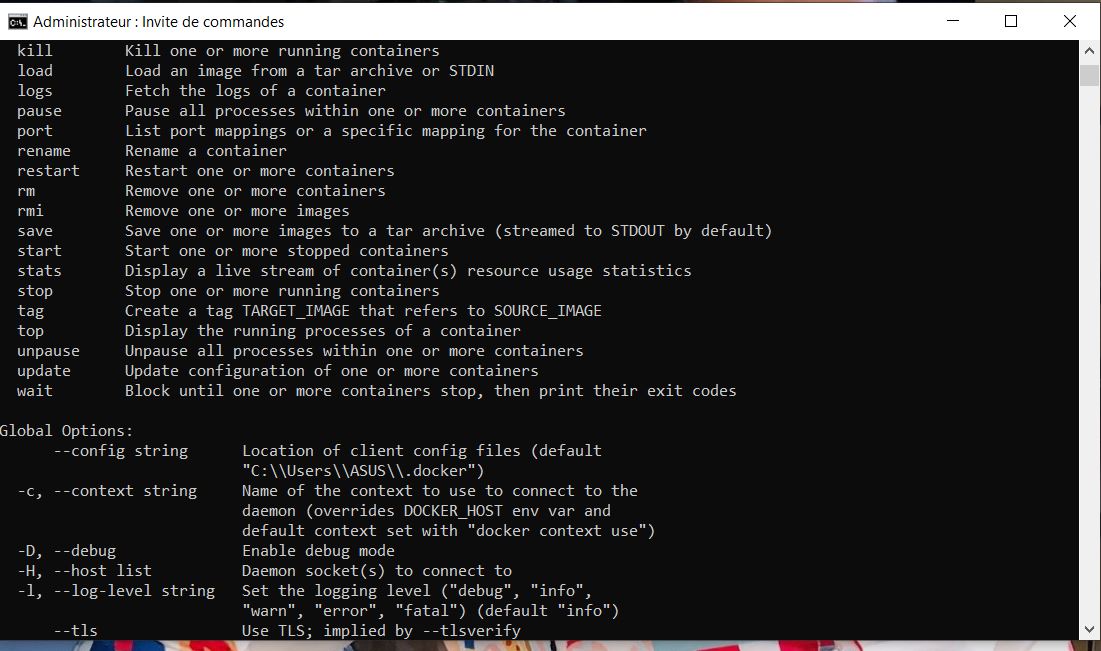 Administrateur : Invite de commandes
kill Kill one or more running containers
load Load an image from a tar archive or STDIN
logs Fetch the logs of a container
pause Pause all processes within one or more containers
port List port mappings or a specific mapping for the container
rename Rename a container
restart Restart one or more containers
rm Remove one or more containers
rmi Remove one or more images
save Save one or more images to a tar archive (streamed to STDOUT by default)
start Start one or more stopped containers
stats Display a live stream of container(s) resource usage statistics
stop Stop one or more running containers
tag Create a tag TARGET_IMAGE that refers to SOURCE_IMAGE
top Display the running processes of a container
unpause Unpause all processes within one or more containers
update Update configuration of one or more containers
wait Block until one or more containers stop, then print their exit codes
Global Options:
--config string Location of client config files (default
"C:\\Users\\ASUS\\.docker")
-c, --context string Name of the context to use to connect to the
daemon (overrides DOCKER_HOST env var and
default context set with "docker context use")
-D, --debug Enable debug mode
-H, --host list Daemon socket(s) to connect to
-l, --log-level string Set the logging level ("debug", "info",
"warn", "error", "fatal") (default "info")
--tls Use TLS; implied by --tlsverify